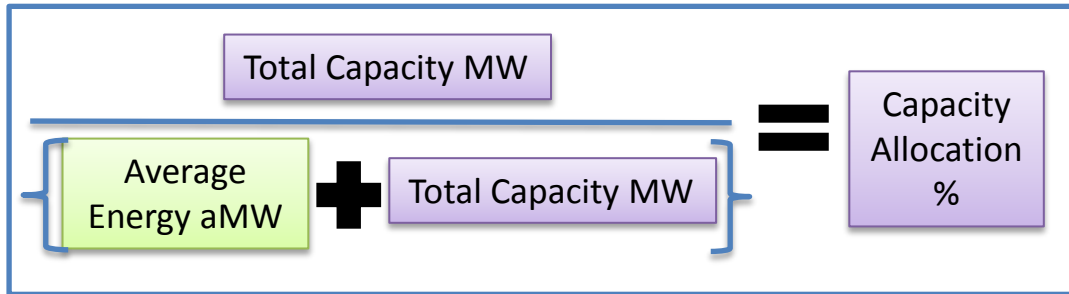 Total Capacity MW
Average
Energy aMW
Total Capacity MW
Capacity
Allocation
%